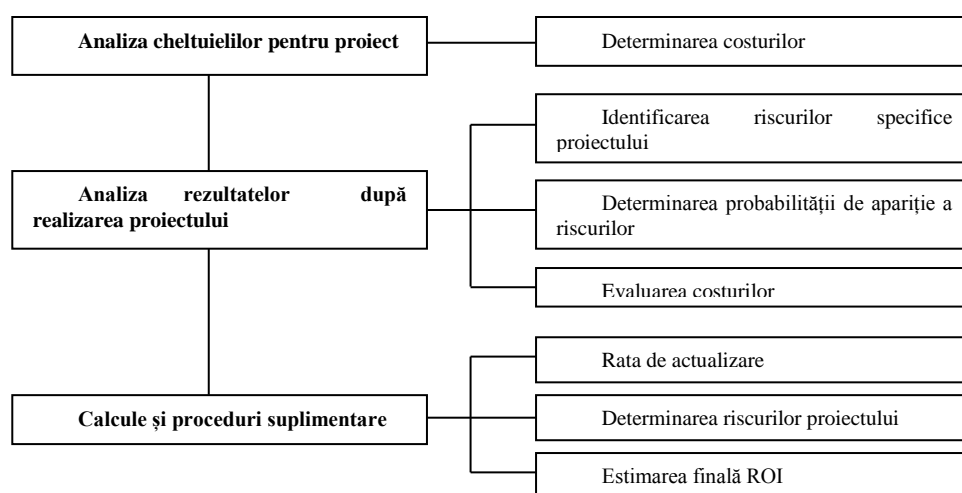 Analiza cheltuielilor pentru proiect
Determinarea costurilor
Identificarea riscurilor specifice
proiectului
Analiza rezultatelor după
realizarea proiectului
Determinarea probabilității de apariție a
riscurilor
Evaluarea costurilor
Rata de actualizare
Calcule și proceduri suplimentare
Determinarea riscurilor proiectului
Estimarea finală ROI